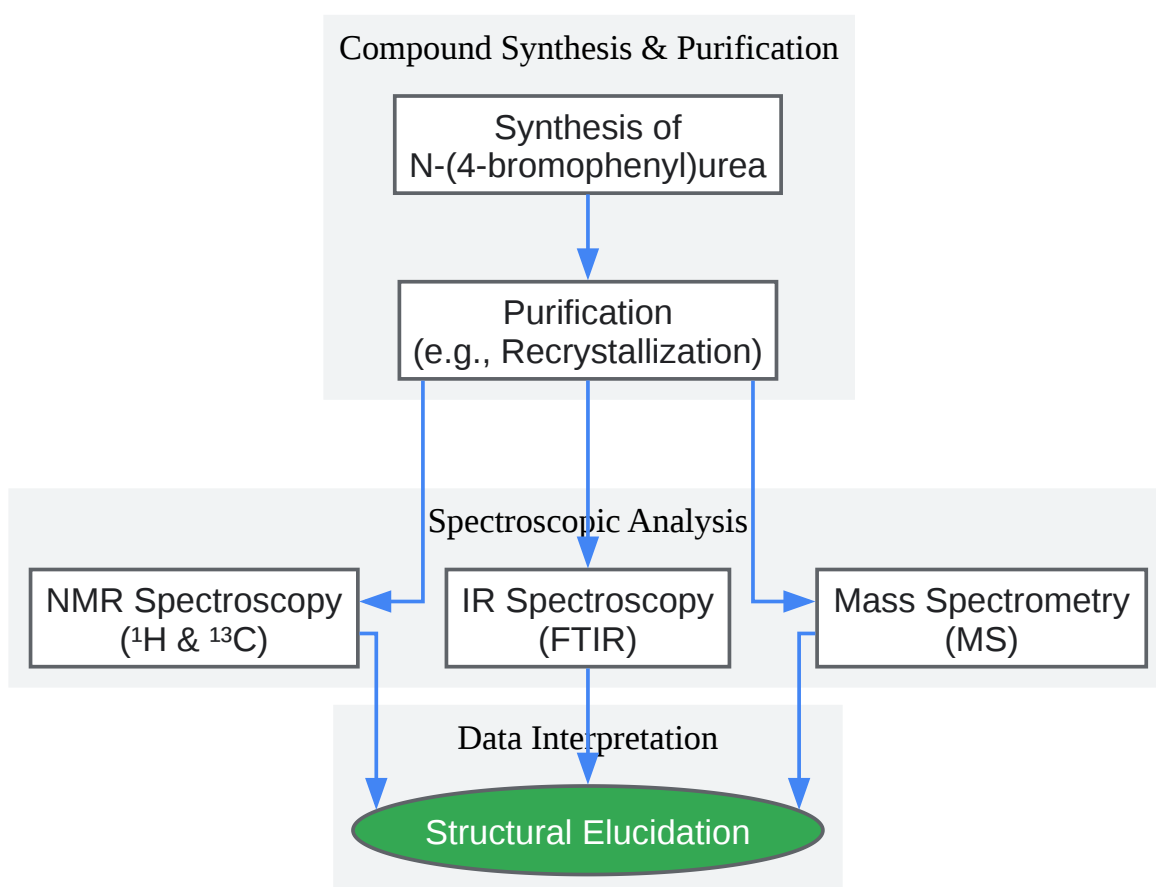 Compound Synthesis & Purification
Synthesis of
N-(4-bromophenyl)urea
Purification
(e.g., Recrystallization)
Spectroscopic Analysis
NMR Spectroscopy
(¹H & ¹³C)
IR Spectroscopy
(FTIR)
Mass Spectrometry
(MS)
Data Interpretation
Structural Elucidation